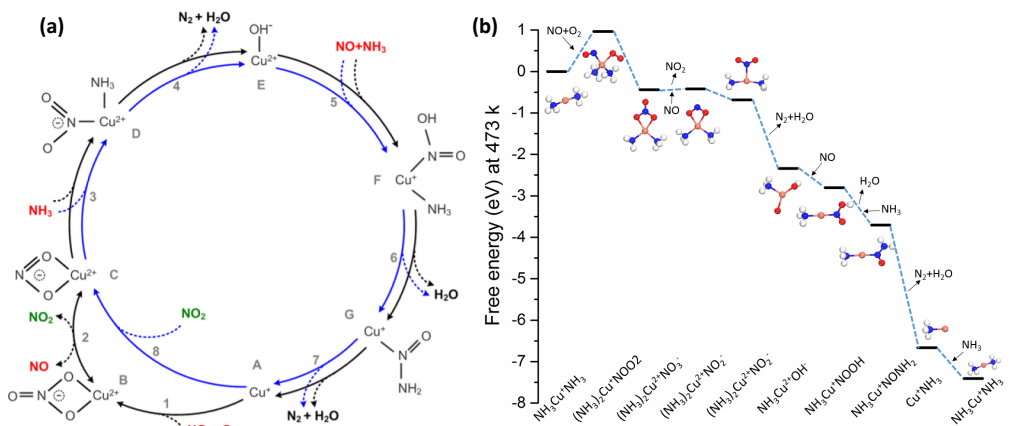 (a)
N₂ + H₂O
OH⁻
Cu²⁺
E
NO+NH₃
4
5
NH₃
O
N
⊖
O
Cu²⁺
D
OH
N
O
F
Cu⁺
NH₃
3
NH₃
6
H₂O
O
N
⊖
O
Cu²⁺
C
NO₂
NO₂
G
Cu⁺
N
O
NH₂
2
8
7
NO
B
A
O
N
O
⊖
O
Cu²⁺
Cu⁺
1
N₂ + H₂O
(b)
Free energy (eV) at 473 k
1
0
-1
-2
-3
-4
-5
-6
-7
-8
NO+O₂
NO₂
NO
N₂+H₂O
NO
H₂O
NH₃
N₂+H₂O
NH₃
NH₃Cu⁺NH₃
(NH₃)₂Cu⁺NOO2
(NH₃)₂Cu²⁺NO₃⁻
(NH₃)₂Cu²⁺NO₂⁻
(NH₃)₂Cu²⁺NO₂⁻
NH₃Cu²⁺OH⁻
NH₃Cu⁺NOOH
NH₃Cu⁺NONH₂
Cu⁺NH₃
NH₃Cu⁺NH₃